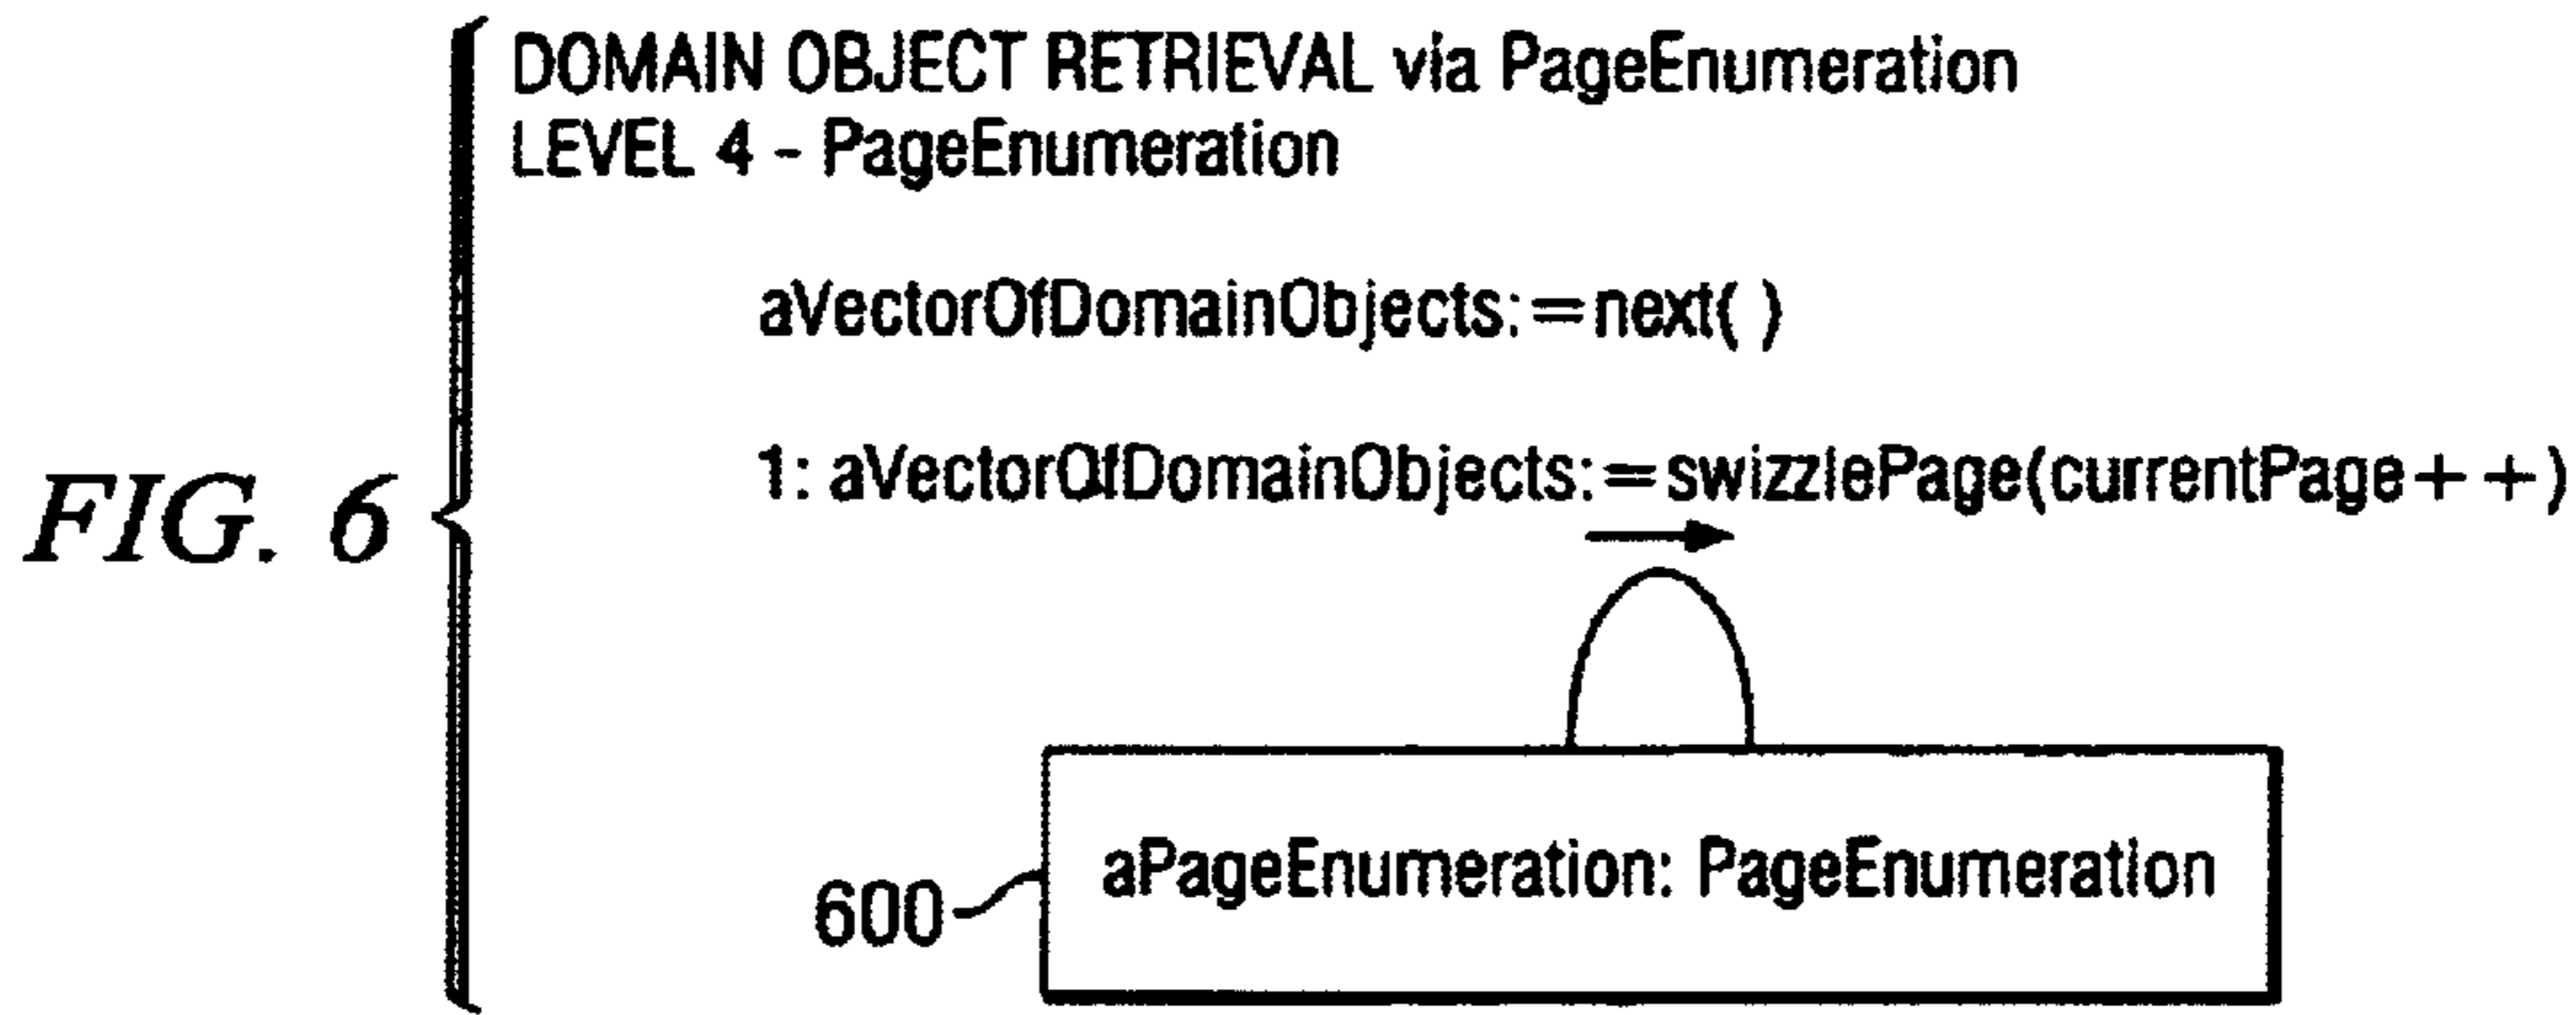 DOMAIN OBJECT RETRIEVAL via PageEnumeration
LEVEL 4 - PageEnumeration
aVectorOfDomainObjects:=next( )
1: aVectorOfDomainObjects:=swizzlePage(currentPage++)
FIG. 6
aPageEnumeration: PageEnumeration
600